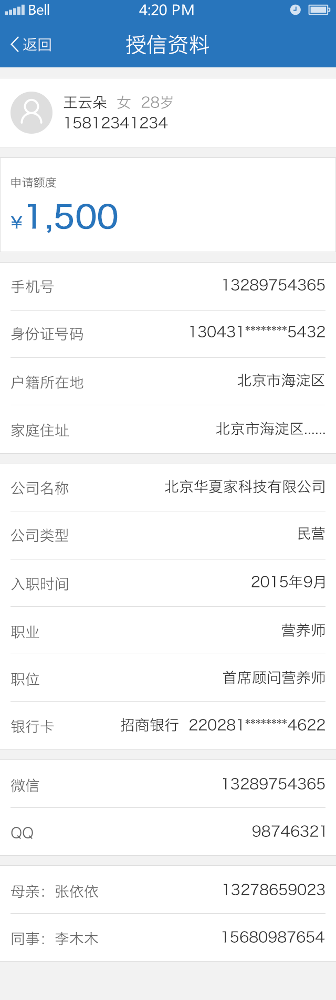 Bell 4:20 PM
返回 授信资料
王云朵 女 28岁
15812341234
申请额度
¥1,500
手机号 13289754365
身份证号码 130431********5432
户籍所在地 北京市海淀区
家庭住址 北京市海淀区......
公司名称 北京华夏家科技有限公司
公司类型 民营
入职时间 2015年9月
职业 营养师
职位 首席顾问营养师
银行卡 招商银行 220281********4622
微信 13289754365
QQ 98746321
母亲：张依依 13278659023
同事：李木木 15680987654